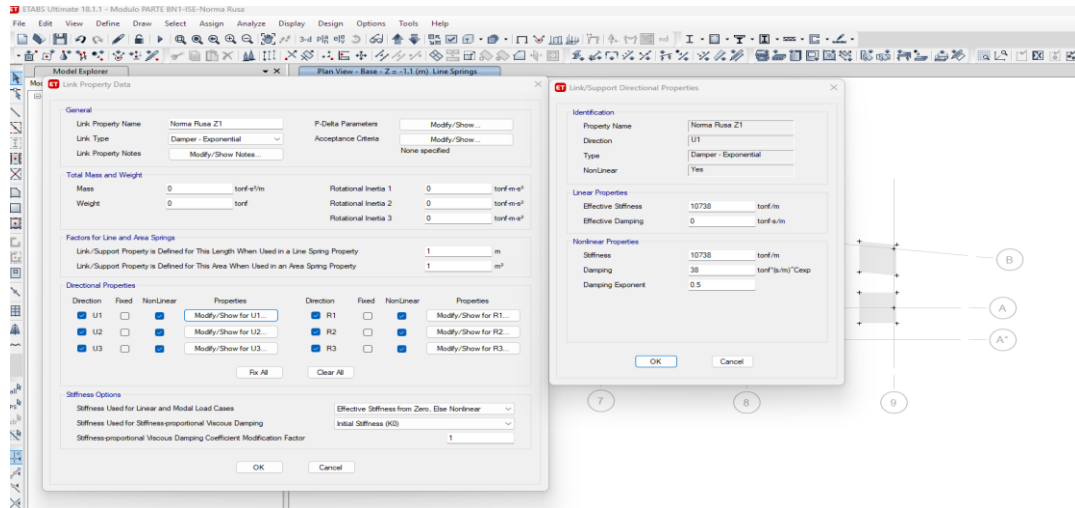 ETABS Ultimate 18.1.1 - Modulo PARTE BN1-ISE-Norma Rusa
File Edit View Define Draw Select Assign Analyze Display Design Options Tools Help
Model Explorer
Plan View - Base - Z = -1.1 (m) Line Springs
Link Property Data
General
Link Property Name Norma Rusa Z1 P-Delta Parameters Modify/Show...
Link Type Damper - Exponential Acceptance Criteria Modify/Show...
Link Property Notes Modify/Show Notes... None specified
Total Mass and Weight
Mass 0 tonf-s²/m Rotational Inertia 1 0 tonf-m-s²
Weight 0 tonf Rotational Inertia 2 0 tonf-m-s²
Rotational Inertia 3 0 tonf-m-s²
Factors for Line and Area Springs
Link/Support Property is Defined for This Length When Used in a Line Spring Property 1 m
Link/Support Property is Defined for This Area When Used in an Area Spring Property 1 m²
Directional Properties
Direction Fixed NonLinear Properties Direction Fixed NonLinear Properties
U1 Modify/Show for U1... R1 Modify/Show for R1...
U2 Modify/Show for U2... R2 Modify/Show for R2...
U3 Modify/Show for U3... R3 Modify/Show for R3...
Fix All Clear All
Stiffness Options
Stiffness Used for Linear and Modal Load Cases Effective Stiffness from Zero, Else Nonlinear
Stiffness Used for Stiffness-proportional Viscous Damping Initial Stiffness (K0)
Stiffness-proportional Viscous Damping Coefficient Modification Factor 1
OK Cancel
Link/Support Directional Properties
Identification
Property Name Norma Rusa Z1
Direction U1
Type Damper - Exponential
NonLinear Yes
Linear Properties
Effective Stiffness 10738 tonf/m
Effective Damping 0 tonf-s/m
Nonlinear Properties
Stiffness 10738 tonf/m
Damping 38 tonf*(s/m)^Cexp
Damping Exponent 0.5
OK Cancel
B
A
A"
7
8
9